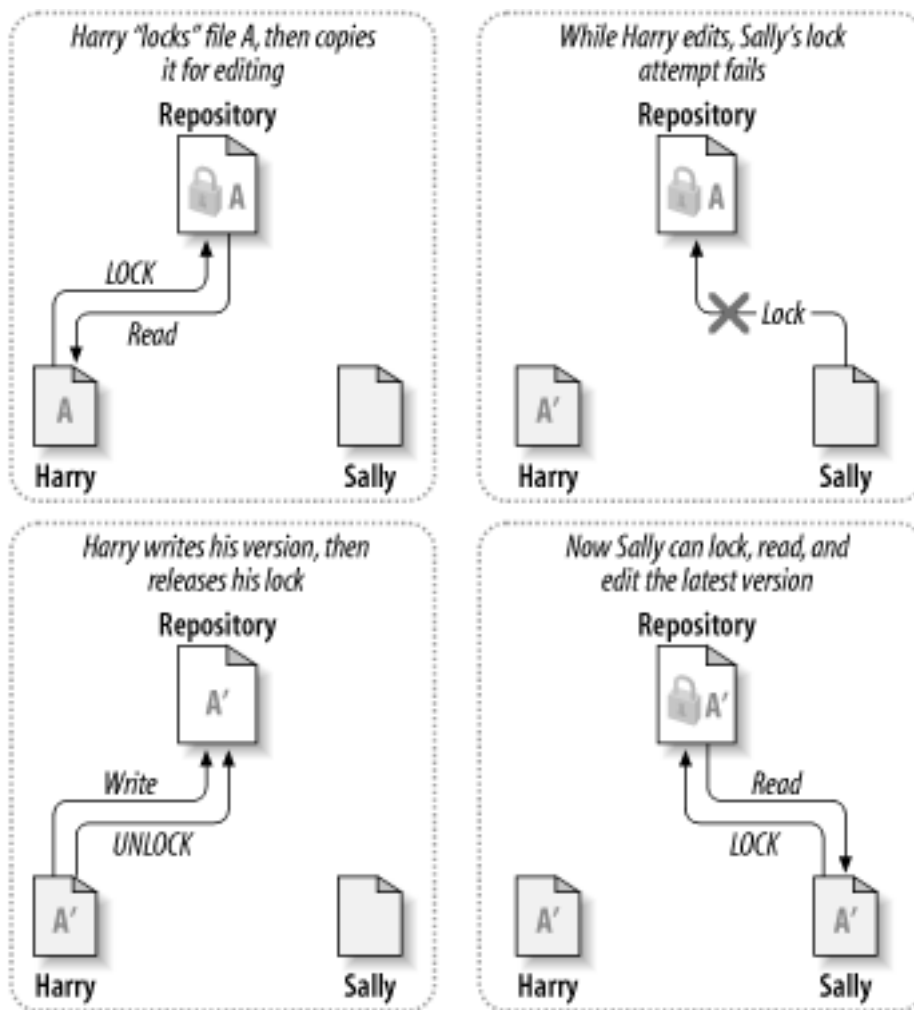 Harry “locks” file A, then copies
it for editing
Repository
A
LOCK
Read
A
Harry
Sally
While Harry edits, Sally’s lock
attempt fails
Repository
A
Lock
A′
Harry
Sally
Harry writes his version, then
releases his lock
Repository
A′
Write
UNLOCK
A′
Harry
Sally
Now Sally can lock, read, and
edit the latest version
Repository
A′
Read
LOCK
A′
A′
Harry
Sally